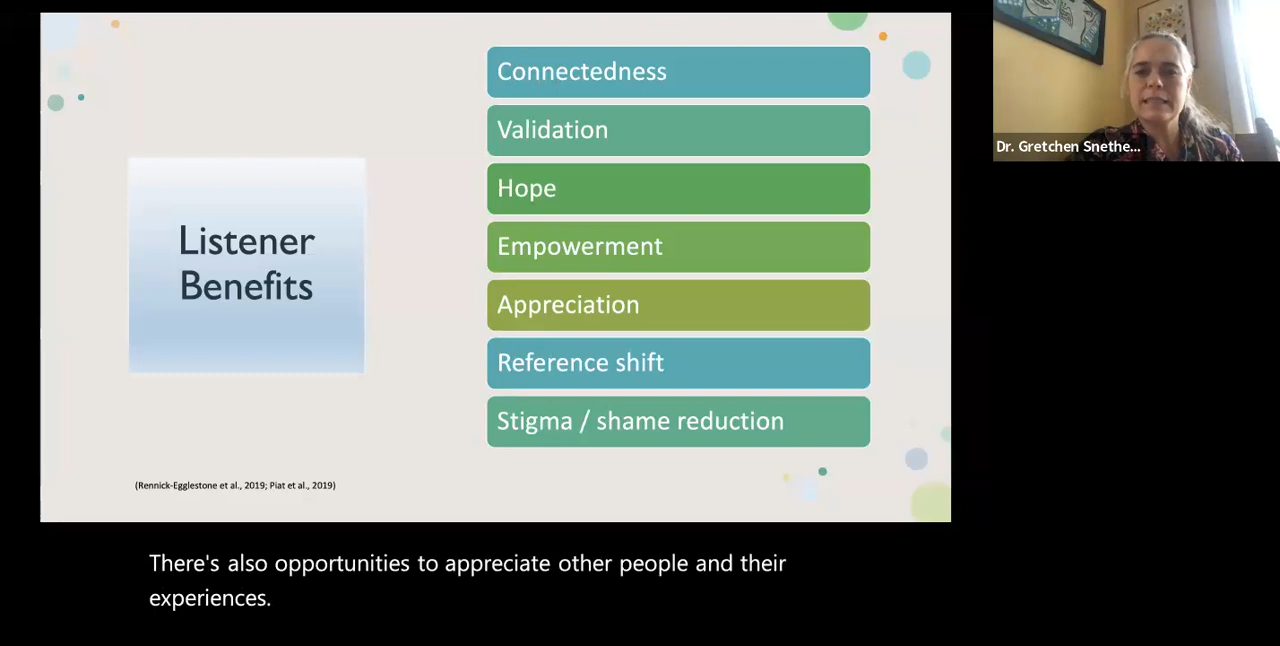 Listener
Benefits
Connectedness
Validation
Hope
Empowerment
Appreciation
Reference shift
Stigma / shame reduction
(Rennick-Egglestone et al., 2019; Piat et al., 2019)
Dr. Gretchen Snethe...
There's also opportunities to appreciate other people and their
experiences.